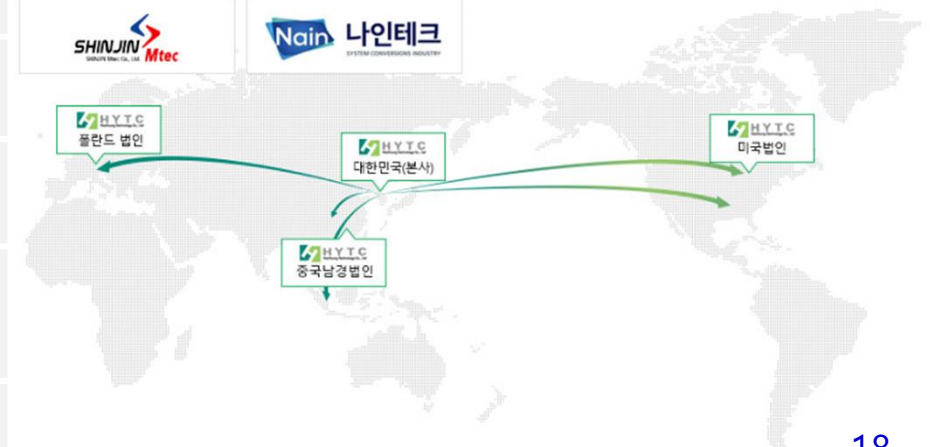 SHINJIN
Mtec
SHINJIN Mtec Co., Ltd.
Nain 나인테크
SYSTEM CONVERSIONS INDUSTRY
HYTC
폴란드 법인
HYTC
대한민국(본사)
HYTC
미국법인
HYTC
중국남경법인
18